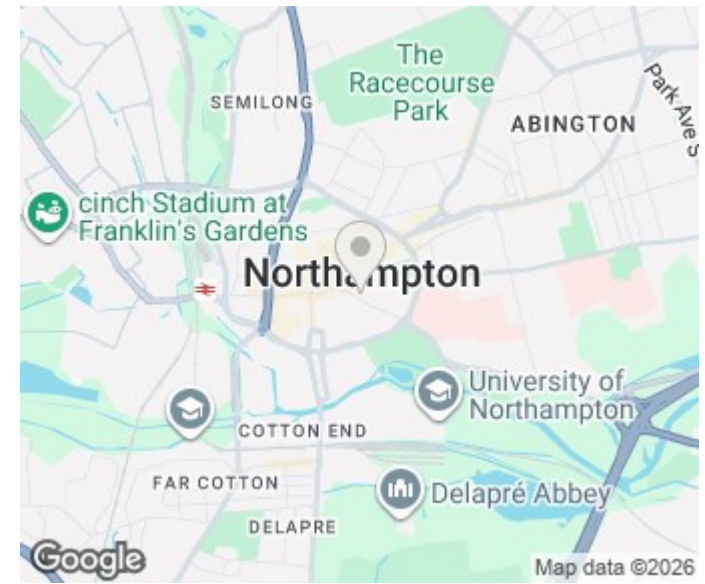 The
Racecourse
Park
Park Ave S
SEMILONG
ABINGTON
cinch Stadium at
Franklin's Gardens
Northampton
University of
Northampton
COTTON END
FAR COTTON
Delapré Abbey
DELAPRE
Google
Map data ©2026